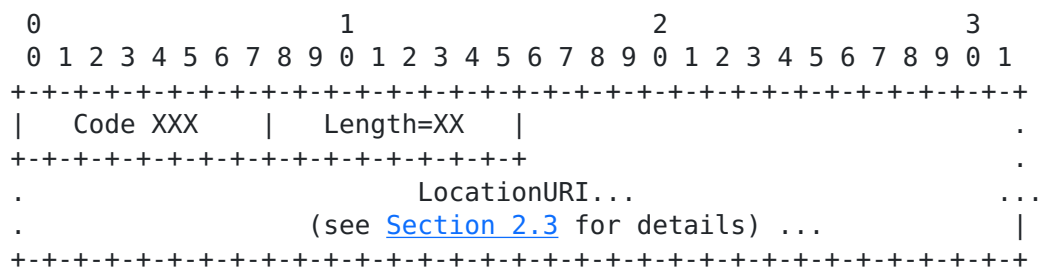 0                   1                   2                   3
 0 1 2 3 4 5 6 7 8 9 0 1 2 3 4 5 6 7 8 9 0 1 2 3 4 5 6 7 8 9 0 1
+-+-+-+-+-+-+-+-+-+-+-+-+-+-+-+-+-+-+-+-+-+-+-+-+-+-+-+-+-+-+-+-+
|   Code XXX    |   Length=XX   |                               .
+-+-+-+-+-+-+-+-+-+-+-+-+-+-+-+-+                               .
.                         LocationURI...                       ...
.                  (see Section 2.3 for details) ...            |
+-+-+-+-+-+-+-+-+-+-+-+-+-+-+-+-+-+-+-+-+-+-+-+-+-+-+-+-+-+-+-+-+